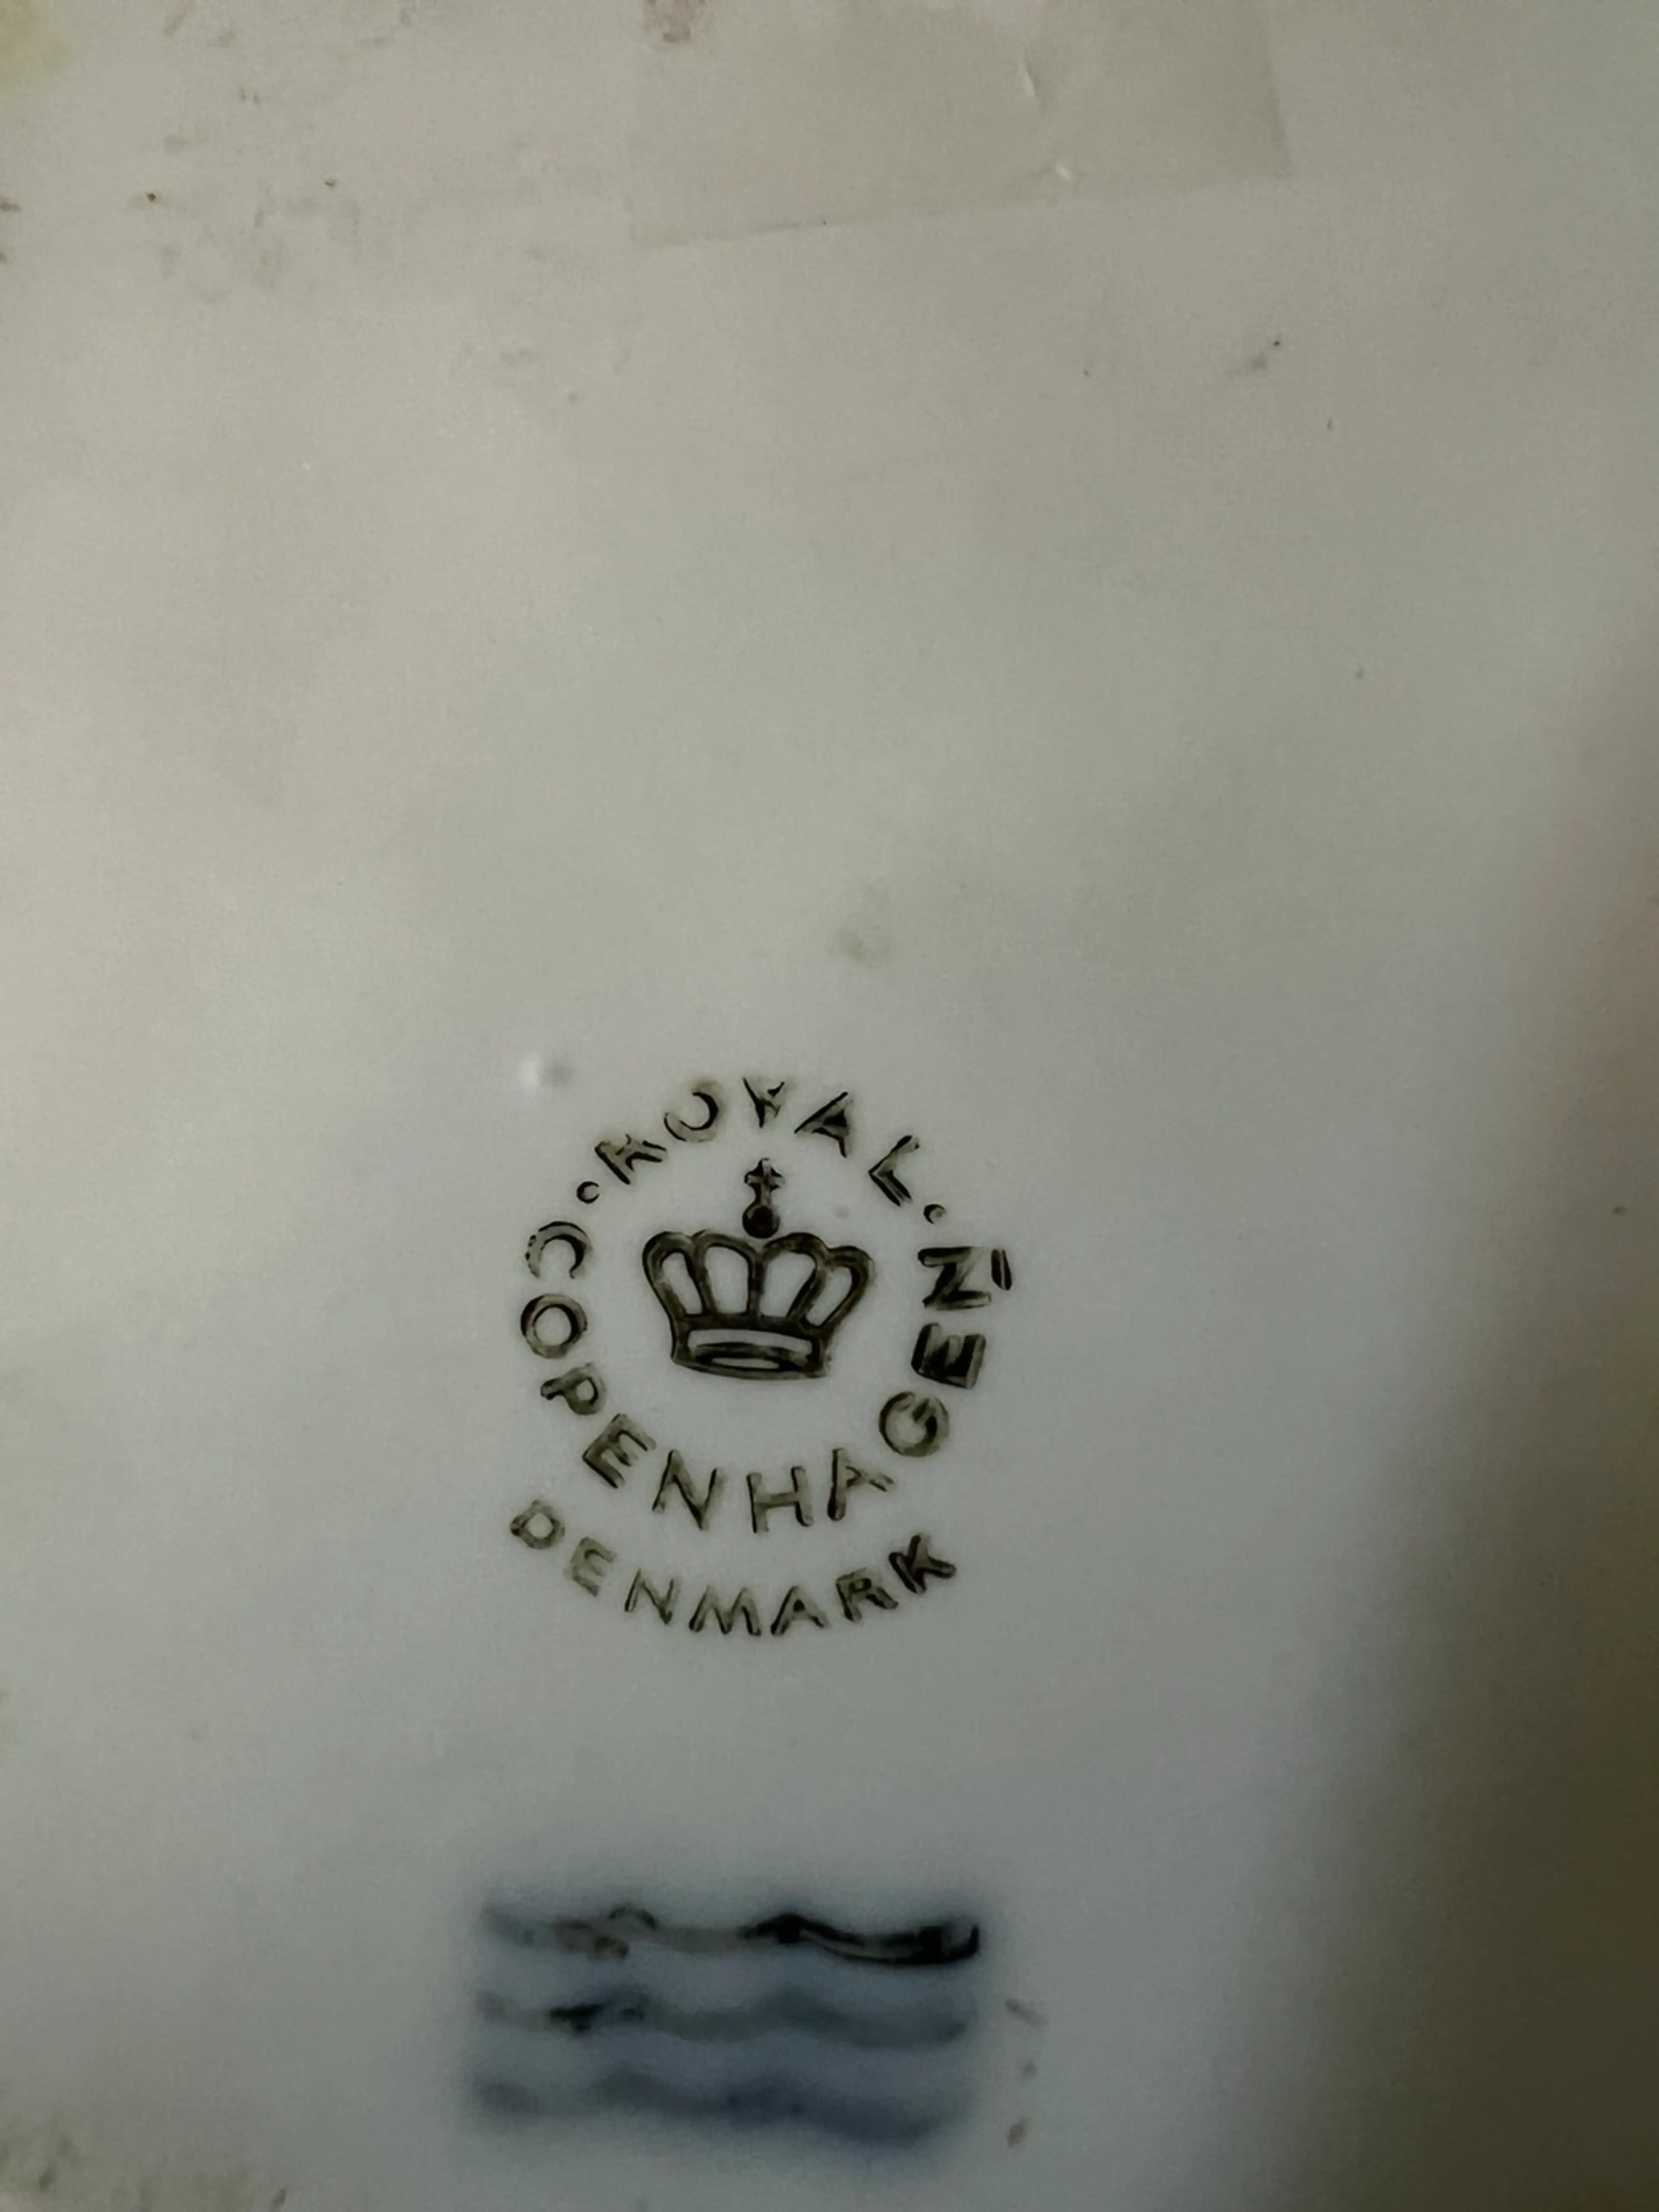 · ROYAL ·
COPENHAGEN
DENMARK